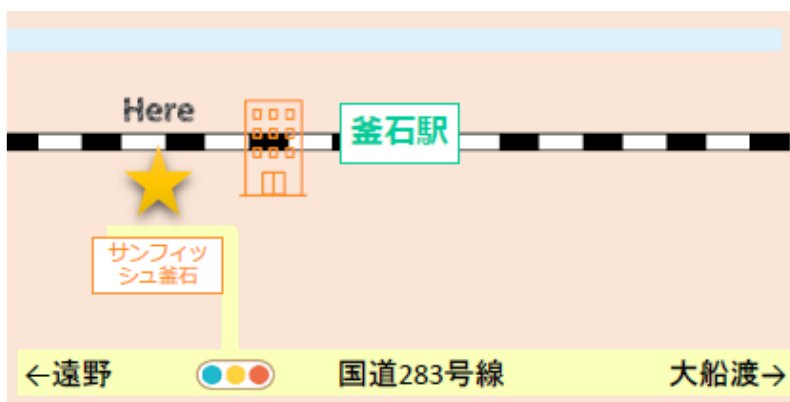 Here
釜石駅
サンフィッ
シュ釜石
←遠野
国道283号線
大船渡→